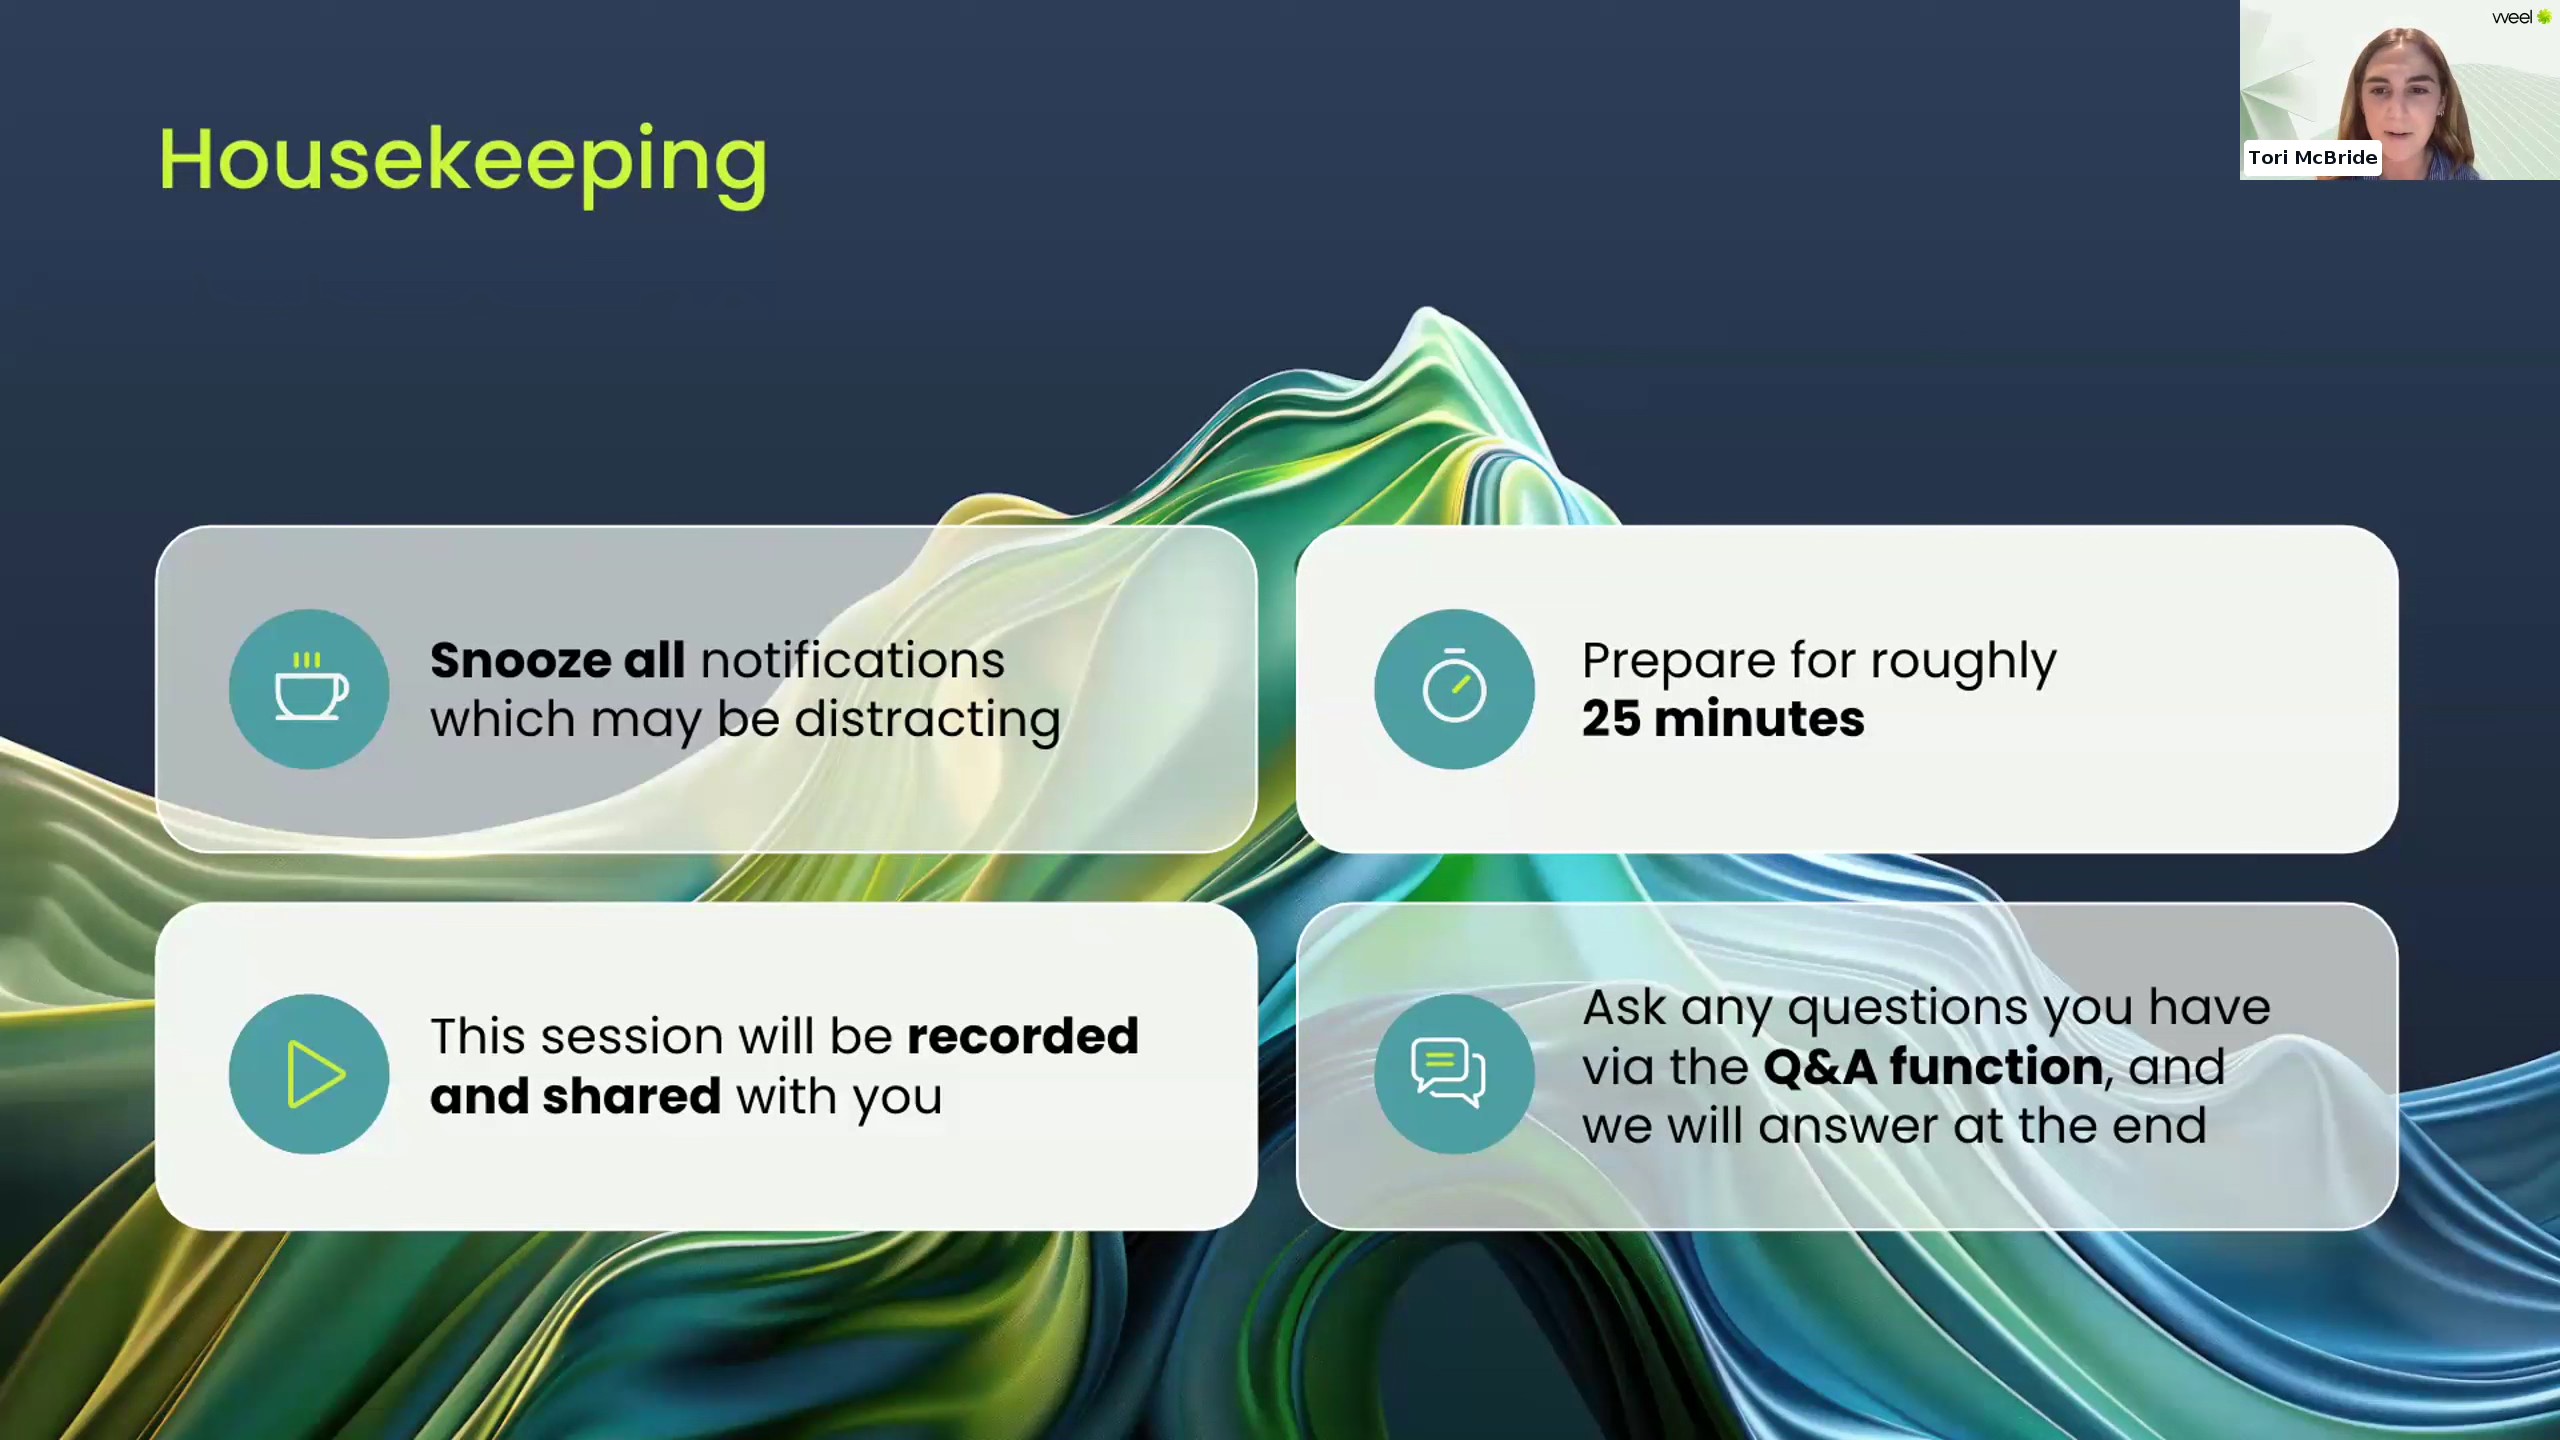 Housekeeping
weel
Tori McBride
Snooze all notifications
which may be distracting
Prepare for roughly
25 minutes
This session will be recorded
and shared with you
Ask any questions you have
via the Q&A function, and
we will answer at the end